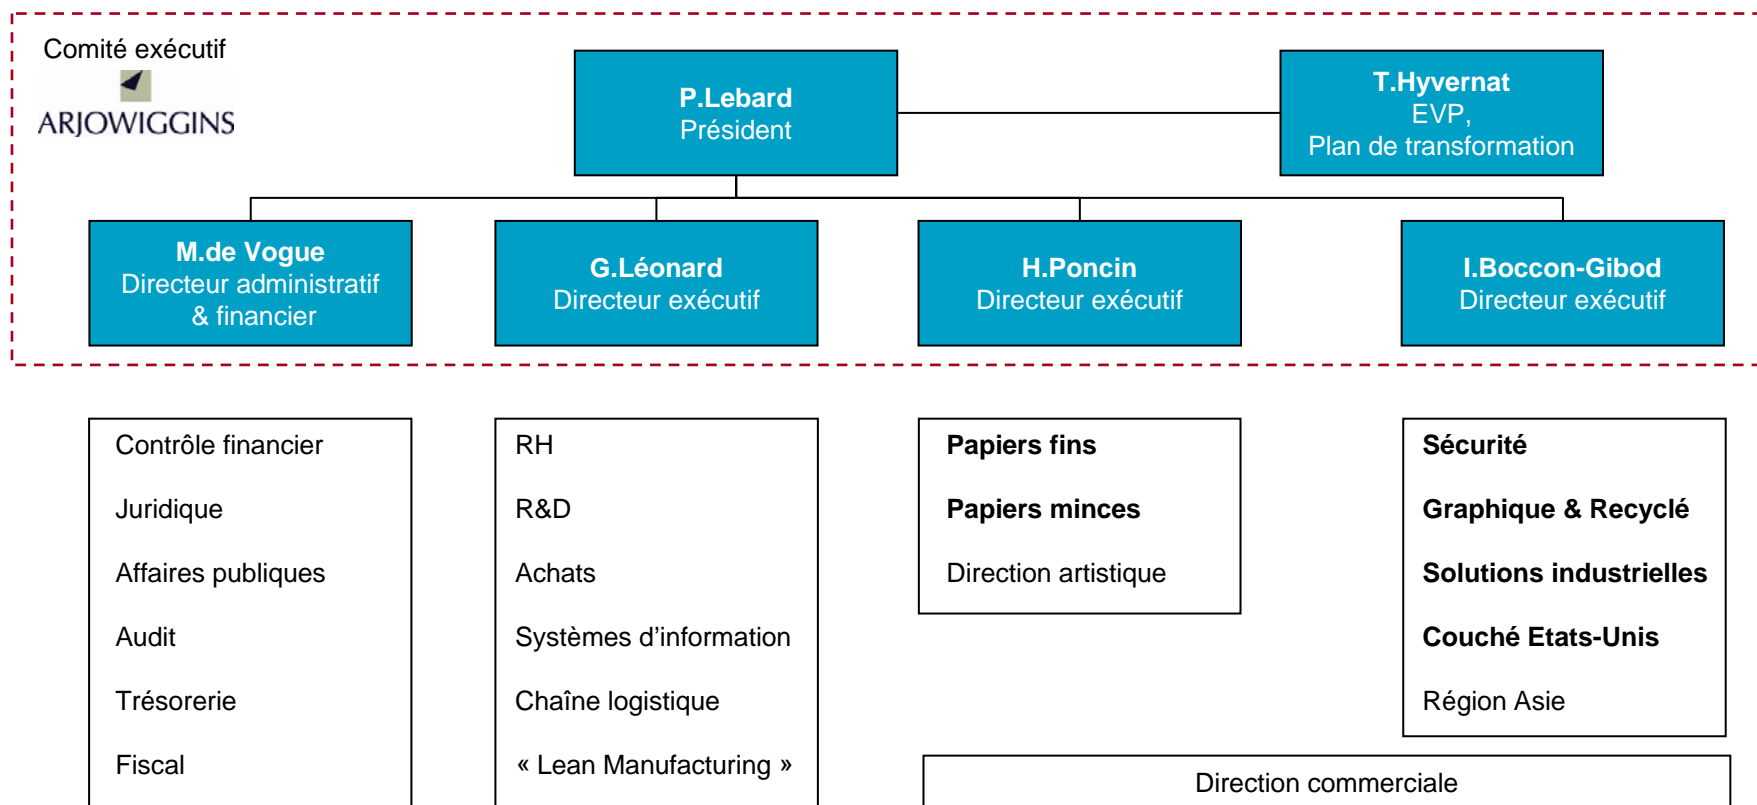 Comité exécutif
ARJOWIGGINS
P.Lebard
Président
T.Hyvernat
EVP,
Plan de transformation
M.de Vogue
Directeur administratif
& financier
G.Léonard
Directeur exécutif
H.Poncin
Directeur exécutif
I.Boccon-Gibod
Directeur exécutif
Contrôle financier
Juridique
Affaires publiques
Audit
Trésorerie
Fiscal
RH
R&D
Achats
Systèmes d’information
Chaîne logistique
« Lean Manufacturing »
Papiers fins
Papiers minces
Direction artistique
Sécurité
Graphique & Recyclé
Solutions industrielles
Couché Etats-Unis
Région Asie
Direction commerciale